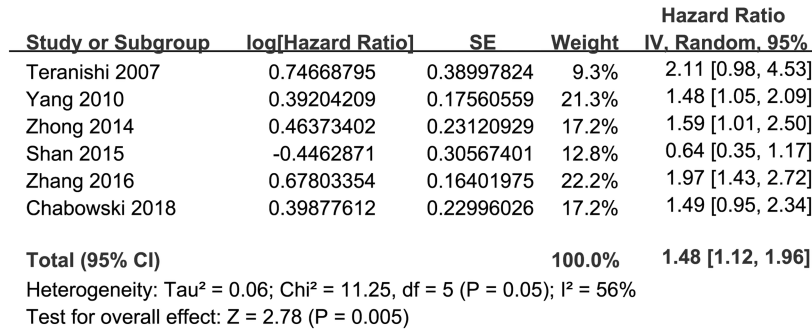 Hazard Ratio
Study or Subgroup log[Hazard Ratio] SE Weight IV, Random, 95%
Teranishi 2007 0.74668795 0.38997824 9.3% 2.11 [0.98, 4.53]
Yang 2010 0.39204209 0.17560559 21.3% 1.48 [1.05, 2.09]
Zhong 2014 0.46373402 0.23120929 17.2% 1.59 [1.01, 2.50]
Shan 2015 -0.4462871 0.30567401 12.8% 0.64 [0.35, 1.17]
Zhang 2016 0.67803354 0.16401975 22.2% 1.97 [1.43, 2.72]
Chabowski 2018 0.39877612 0.22996026 17.2% 1.49 [0.95, 2.34]
Total (95% CI) 100.0% 1.48 [1.12, 1.96]
Heterogeneity: Tau² = 0.06; Chi² = 11.25, df = 5 (P = 0.05); I² = 56%
Test for overall effect: Z = 2.78 (P = 0.005)